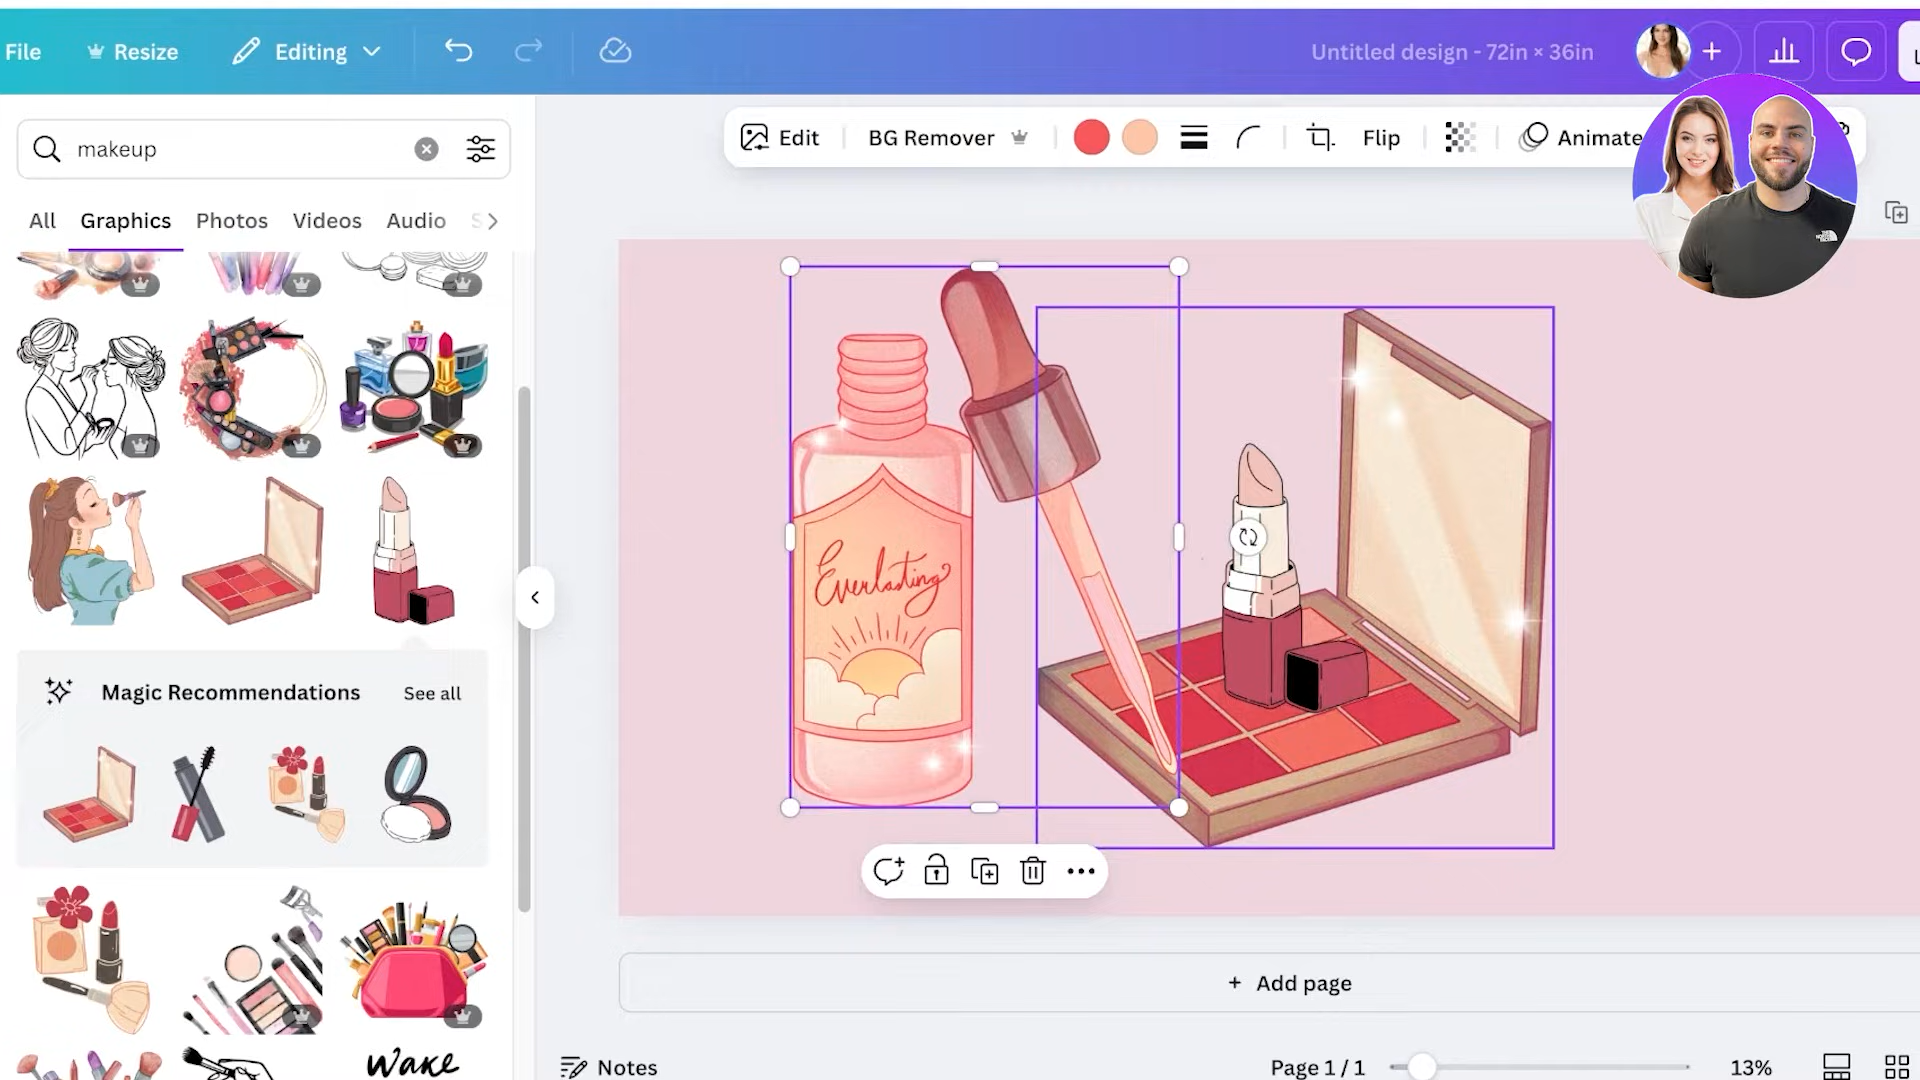 File
Resize
Editing
Untitled design - 72in × 36in
makeup
Edit
BG Remover
Flip
Animate
All
Graphics
Photos
Videos
Audio
S
Everlasting
Magic Recommendations
See all
+ Add page
wake
Notes
Page 1 / 1
13%